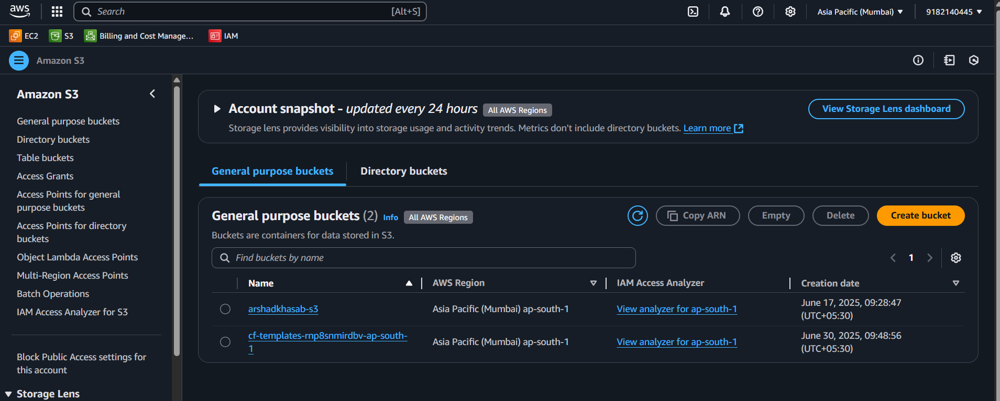 aws
Search [Alt+S]
Asia Pacific (Mumbai)
9182140445
EC2
S3
Billing and Cost Manage...
IAM
Amazon S3
Amazon S3
General purpose buckets
Directory buckets
Table buckets
Access Grants
Access Points for general
purpose buckets
Access Points for directory
buckets
Object Lambda Access Points
Multi-Region Access Points
Batch Operations
IAM Access Analyzer for S3
Block Public Access settings for
this account
Storage Lens
Account snapshot - updated every 24 hours All AWS Regions
View Storage Lens dashboard
Storage lens provides visibility into storage usage and activity trends. Metrics don't include directory buckets. Learn more
General purpose buckets
Directory buckets
General purpose buckets (2) Info All AWS Regions
Copy ARN
Empty
Delete
Create bucket
Buckets are containers for data stored in S3.
Find buckets by name
1
Name AWS Region IAM Access Analyzer Creation date
arshadkhasab-s3 Asia Pacific (Mumbai) ap-south-1 View analyzer for ap-south-1 June 17, 2025, 09:28:47
(UTC+05:30)
cf-templates-rnp8snmirdbv-ap-south-
1
Asia Pacific (Mumbai) ap-south-1 View analyzer for ap-south-1 June 30, 2025, 09:48:56
(UTC+05:30)